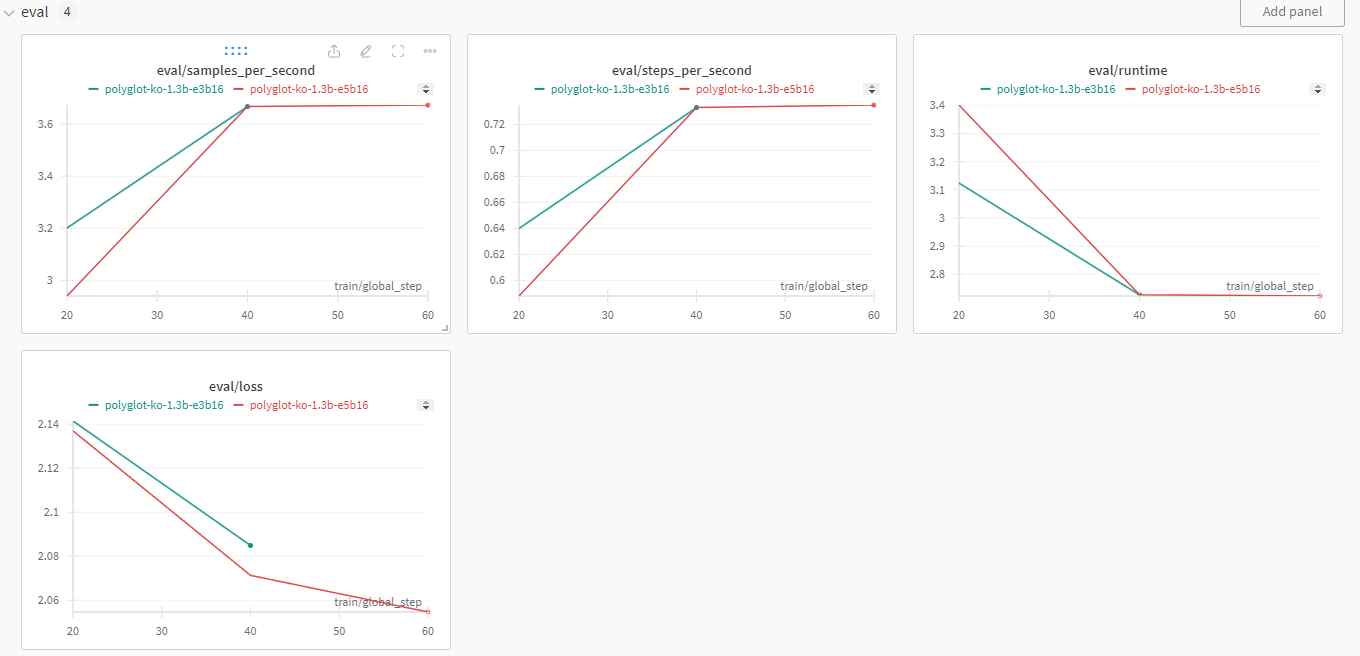 eval 4
Add panel
eval/samples_per_second
polyglot-ko-1.3b-e3b16 polyglot-ko-1.3b-e5b16
3.6
3.4
3.2
3
train/global_step
20 30 40 50 60
eval/steps_per_second
polyglot-ko-1.3b-e3b16 polyglot-ko-1.3b-e5b16
0.72
0.7
0.68
0.66
0.64
0.62
0.6
train/global_step
20 30 40 50 60
eval/runtime
polyglot-ko-1.3b-e3b16 polyglot-ko-1.3b-e5b16
3.4
3.3
3.2
3.1
3
2.9
2.8
train/global_step
20 30 40 50 60
eval/loss
polyglot-ko-1.3b-e3b16 polyglot-ko-1.3b-e5b16
2.14
2.12
2.1
2.08
2.06
train/global_step
20 30 40 50 60